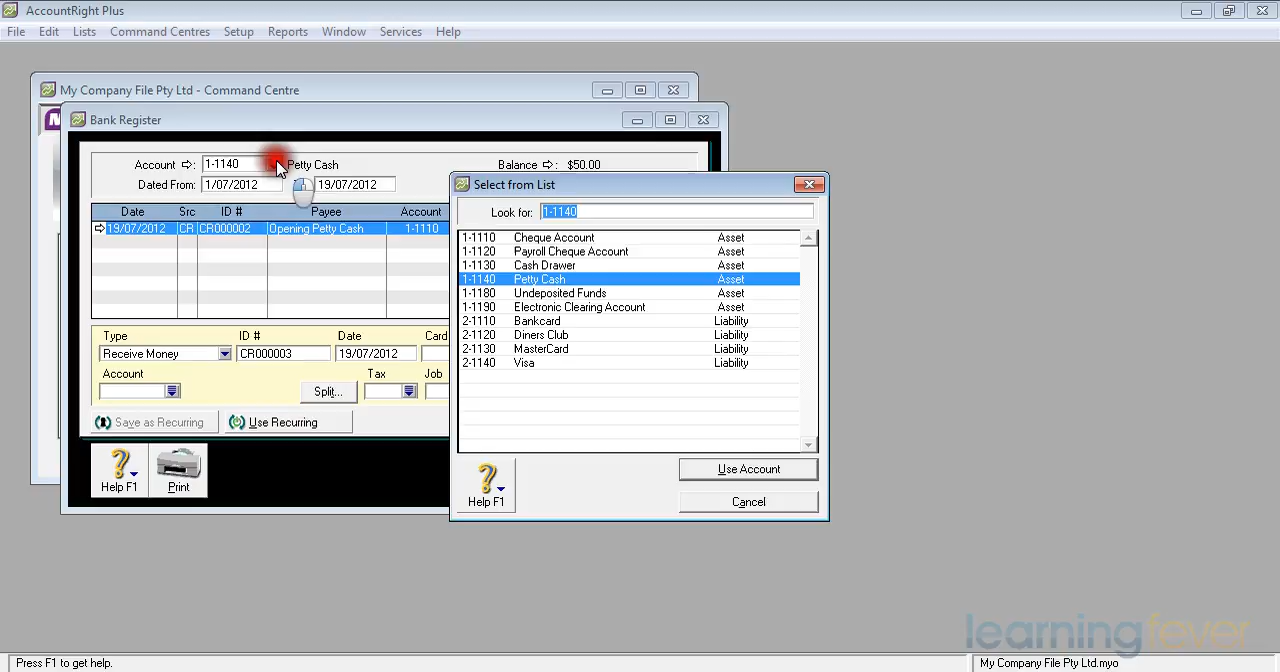 AccountRight Plus
File Edit Lists Command Centres Setup Reports Window Services Help
My Company File Pty Ltd - Command Centre
Bank Register
Account 1-1140 Petty Cash Balance $50.00
Dated From: 1/07/2012 19/07/2012
Date Src ID # Payee Account
19/07/2012 CR CR000002 Opening Petty Cash 1-1110
Type ID # Date Card
Receive Money CR000003 19/07/2012
Account Tax Job
Split...
Save as Recurring Use Recurring
Help F1 Print
Select from List
Look for: 1-1140
1-1110 Cheque Account Asset
1-1120 Payroll Cheque Account Asset
1-1130 Cash Drawer Asset
1-1140 Petty Cash Asset
1-1180 Undeposited Funds Asset
1-1190 Electronic Clearing Account Asset
2-1110 Bankcard Liability
2-1120 Diners Club Liability
2-1130 MasterCard Liability
2-1140 Visa Liability
Use Account
Help F1 Cancel
learningfever
Press F1 to get help. My Company File Pty Ltd.myo